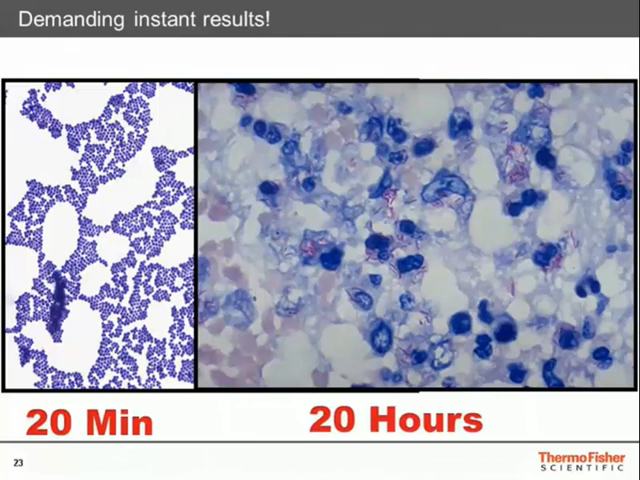 Demanding instant results!
20 Min
20 Hours
23
ThermoFisher
SCIENTIFIC